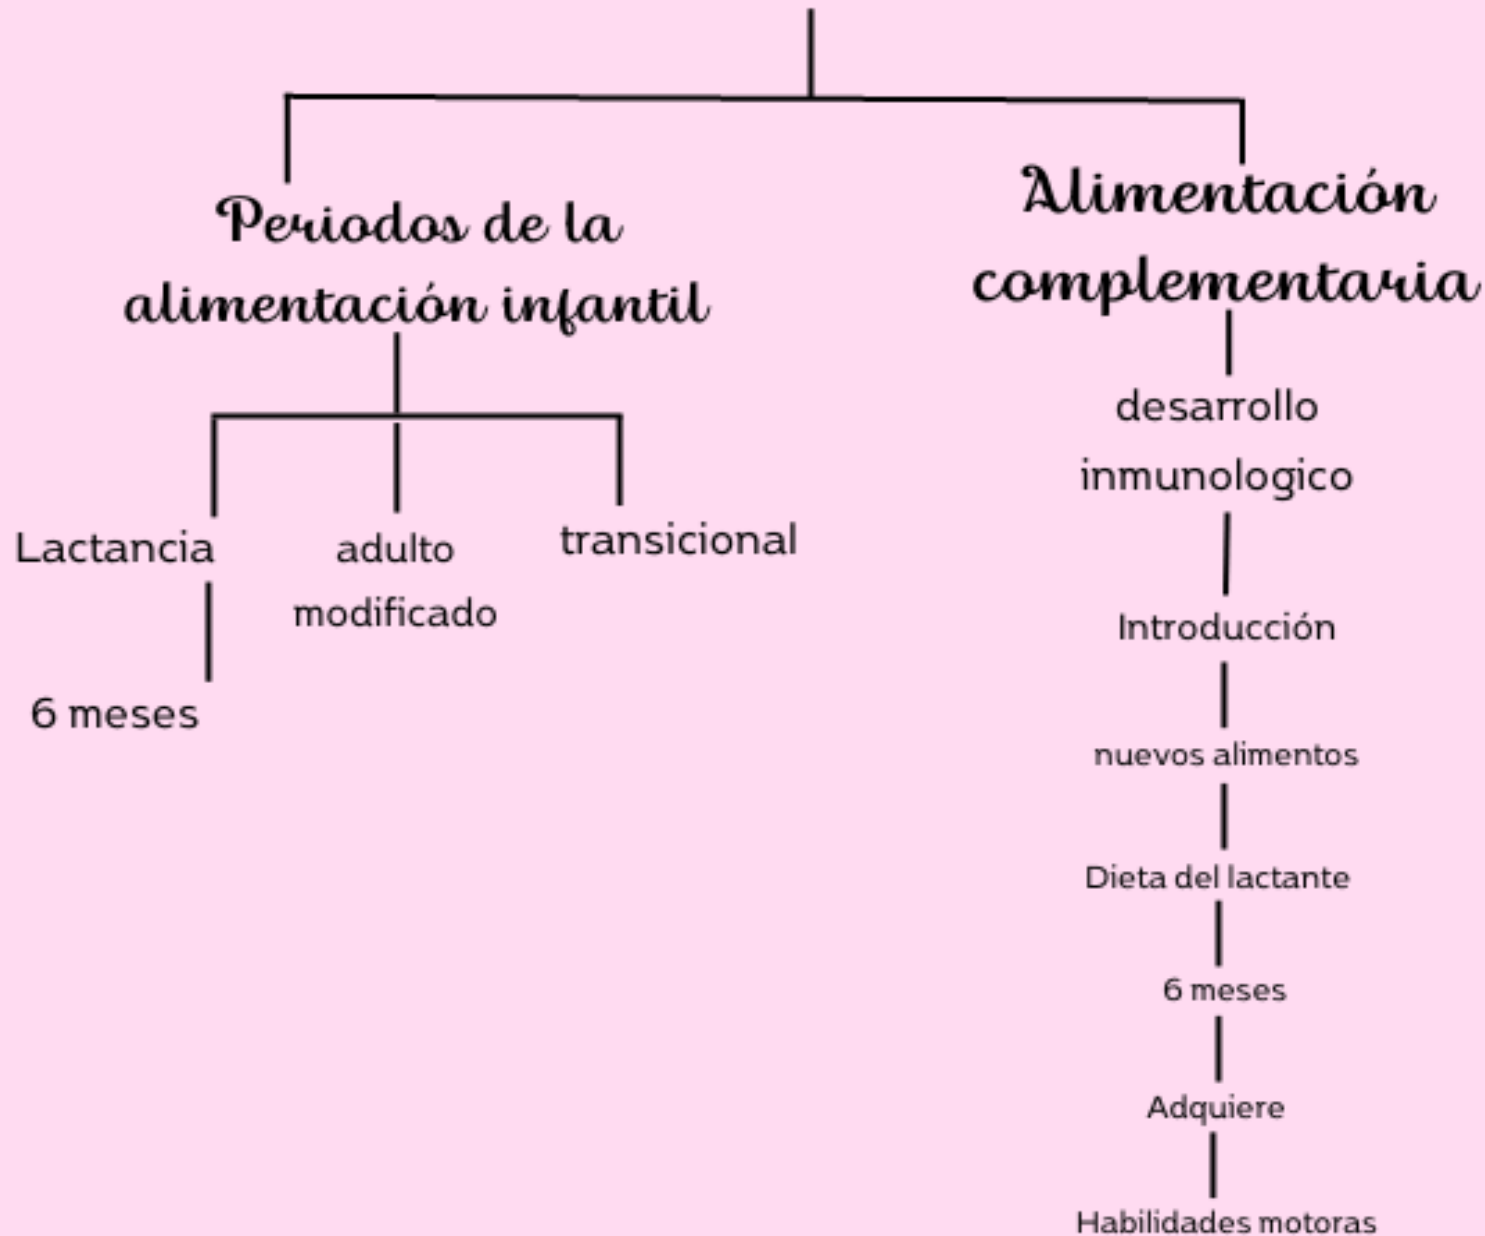 Periodos de la
alimentación infantil
Lactancia
adulto
modificado
transicional
6 meses
Alimentación
complementaria
desarrollo
inmunologico
Introducción
nuevos alimentos
Dieta del lactante
6 meses
Adquiere
Habilidades motoras